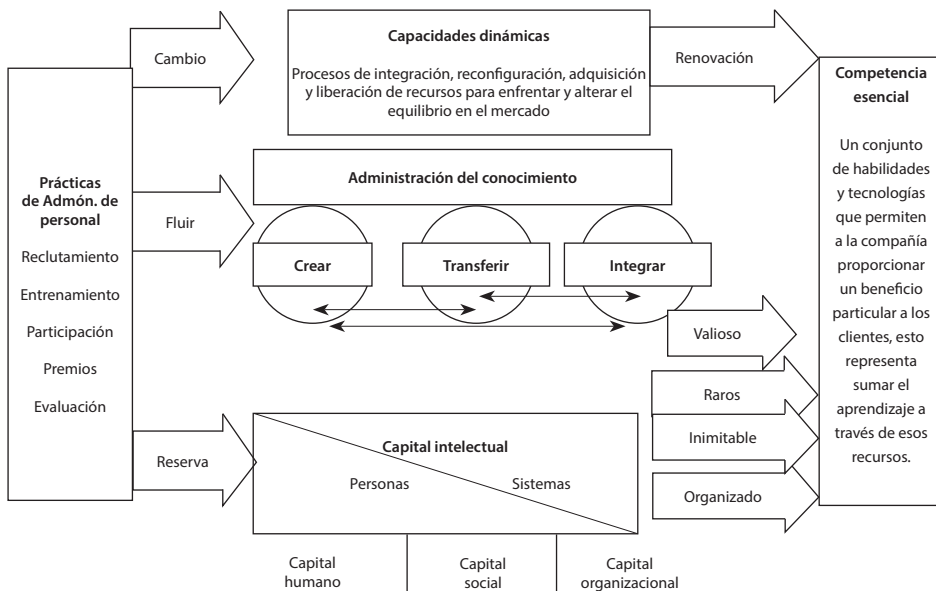 Prácticas
de Admón. de
personal
Reclutamiento
Entrenamiento
Participación
Premios
Evaluación
Cambio
Capacidades dinámicas
Procesos de integración, reconfiguración, adquisición
y liberación de recursos para enfrentar y alterar el
equilibrio en el mercado
Renovación
Fluir
Administración del conocimiento
Crear
Transferir
Integrar
Reserva
Capital intelectual
Personas
Sistemas
Capital
humano
Capital
social
Capital
organizacional
Valioso
Raros
Inimitable
Organizado
Competencia
esencial
Un conjunto
de habilidades
y tecnologías
que permiten
a la compañía
proporcionar
un beneficio
particular a los
clientes, esto
representa
sumar el
aprendizaje a
través de esos
recursos.